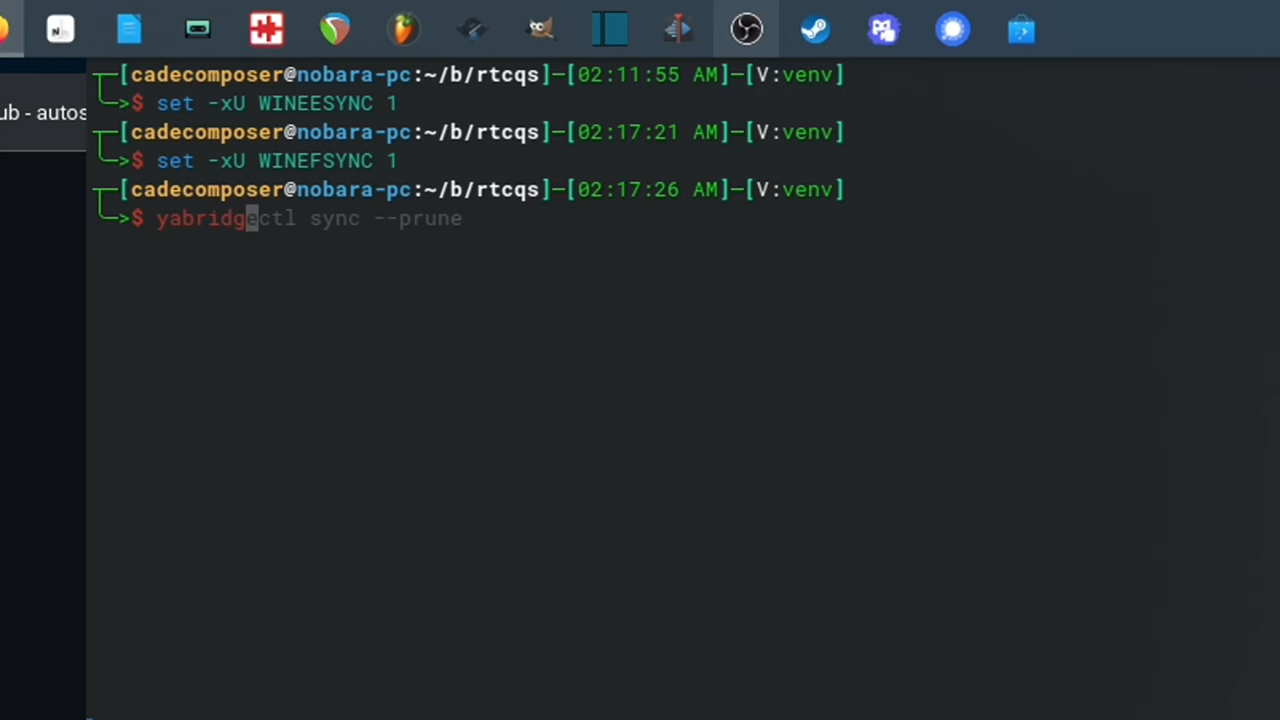 ub - autos
┬─[cadecomposer@nobara-pc:~/b/rtcqs]─[02:11:55 AM]─[V:venv]
╰─>$ set -xU WINEESYNC 1
┬─[cadecomposer@nobara-pc:~/b/rtcqs]─[02:17:21 AM]─[V:venv]
╰─>$ set -xU WINEFSYNC 1
┬─[cadecomposer@nobara-pc:~/b/rtcqs]─[02:17:26 AM]─[V:venv]
╰─>$ yabridgectl sync --prune